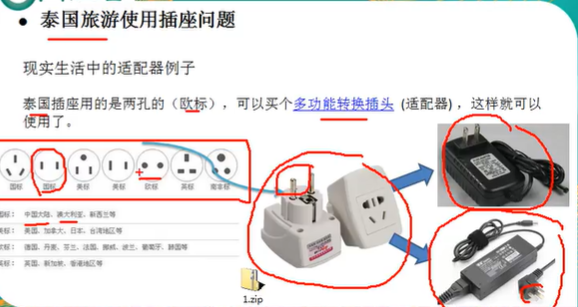 泰国旅游使用插座问题
现实生活中的适配器例子
泰国插座用的是两孔的（欧标），可以买个多功能转换插头 (适配器) ，这样就可以
使用了。
国标 国标 美标 美标 欧标 英标 南非标
国标： 中国大陆、澳大利亚、新西兰等
美标： 美国、加拿大、日本、台湾地区等
欧标： 德国、丹麦、芬兰、法国、挪威、波兰、葡萄牙、韩国等
英标： 英国、新加坡、香港地区等
1.zip